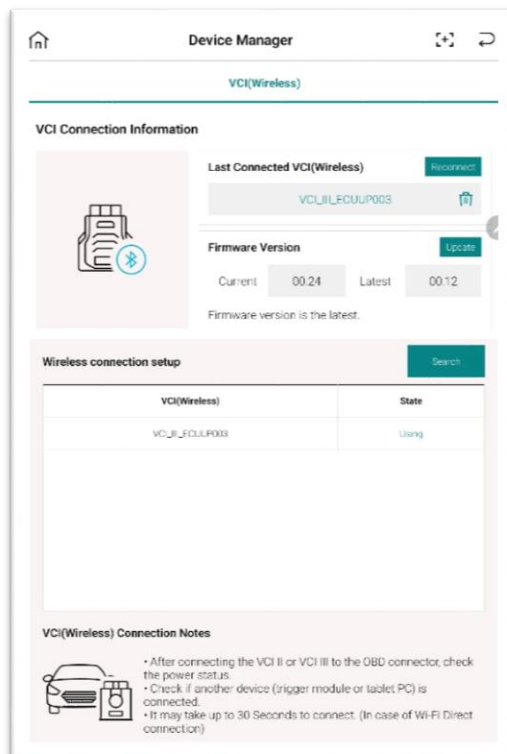 Device Manager
VCI(Wireless)
VCI Connection Information
Last Connected VCI(Wireless)
Reconnect
VCI_III_ECUUP003
Firmware Version
Update
Current 00.24 Latest 00.12
Firmware version is the latest.
Wireless connection setup
Search
VCI(Wireless) State
VCI_III_ECUUP003 Using
VCI(Wireless) Connection Notes
• After connecting the VCI II or VCI III to the OBD connector, check
the power status.
• Check if another device (trigger module or tablet PC) is
connected.
• It may take up to 30 Seconds to connect. (In case of Wi-Fi Direct
connection)